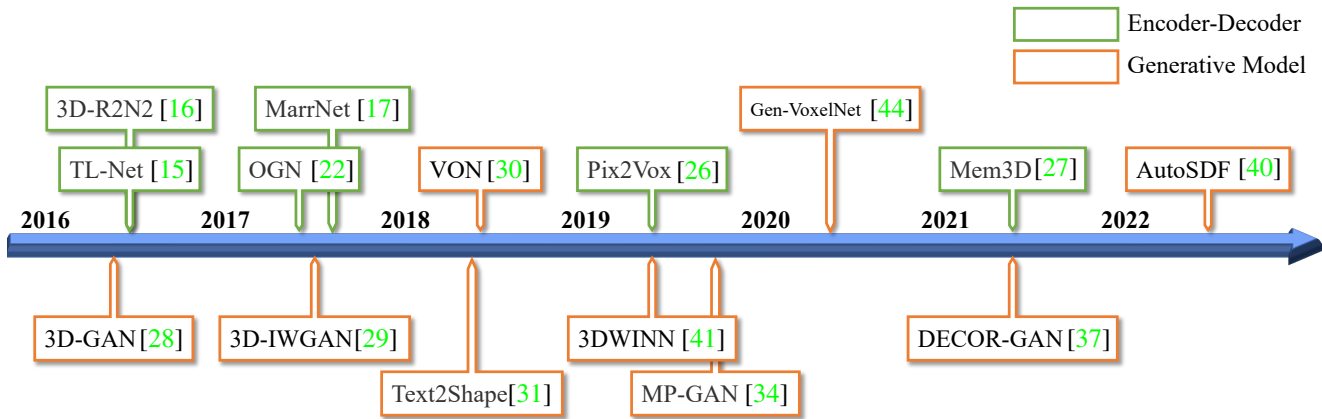 Encoder-Decoder
Generative Model
3D-R2N2 [16]
MarrNet [17]
Gen-VoxelNet [44]
TL-Net [15]
OGN [22]
VON [30]
Pix2Vox [26]
Mem3D [27]
AutoSDF [40]
2016 2017 2018 2019 2020 2021 2022
3D-GAN [28]
3D-IWGAN[29]
3DWINN [41]
DECOR-GAN [37]
Text2Shape[31]
MP-GAN [34]